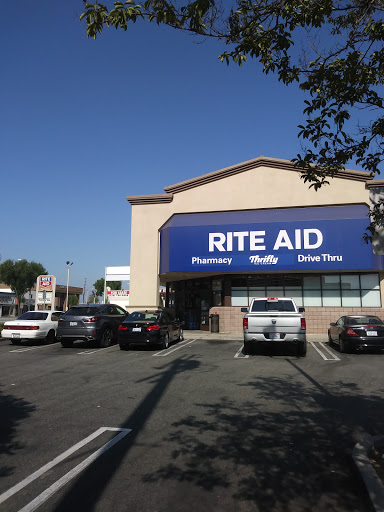 RITE AID
Pharmacy
Thrifty
Drive Thru